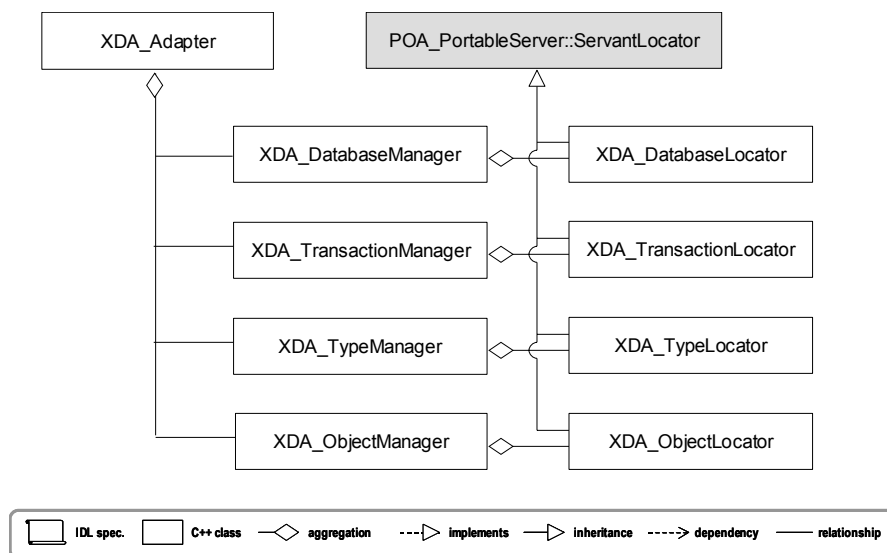 XDA_Adapter
POA_PortableServer::ServantLocator
XDA_DatabaseManager
XDA_DatabaseLocator
XDA_TransactionManager
XDA_TransactionLocator
XDA_TypeManager
XDA_TypeLocator
XDA_ObjectManager
XDA_ObjectLocator
IDL spec.
C++ class
aggregation
implements
inheritance
dependency
relationship